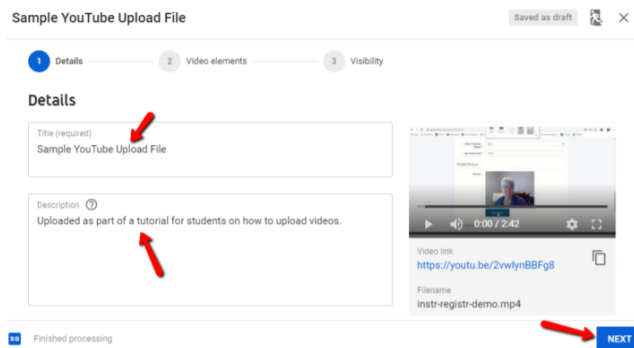 Sample YouTube Upload File
Saved as draft
1 Details 2 Video elements 3 Visibility
Details
Title (required)
Sample YouTube Upload File
Description
Uploaded as part of a tutorial for students on how to upload videos.
0:00 / 2:42
Video link
https://youtu.be/2vwlynBBFg8
Filename
instr-registr-demo.mp4
Finished processing
NEXT